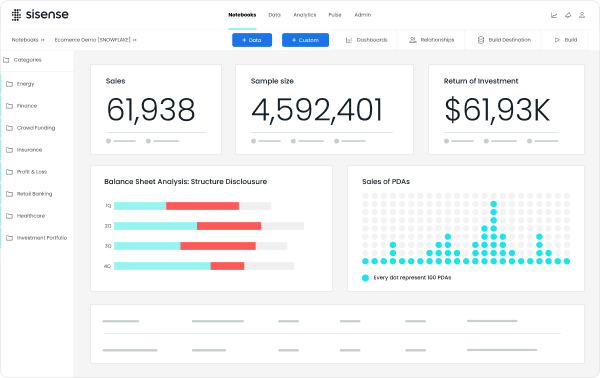 sisense
Notebooks Data Analytics Pulse Admin
Notebooks Ecomerce Demo [SNOWFLAKE]
+ Data + Custom Dashboards Relationships Build Destination Build
Categories
Energy
Finance
Crowd Funding
Insurance
Profit & Loss
Retail Banking
Healthcare
Investment Portfolio
Sales
61,938
Sample size
4,592,401
Return of Investment
$61,93K
Balance Sheet Analysis: Structure Disclousure
1Q
2Q
3Q
4Q
Sales of PDAs
Every dot represent 100 PDAs